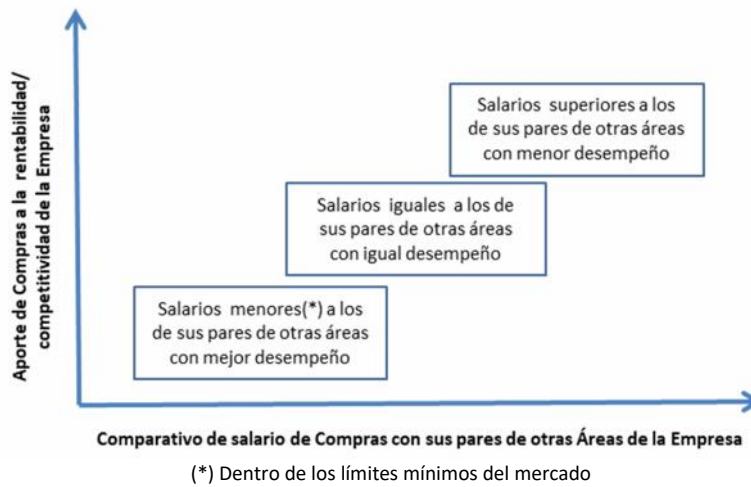 Aporte de Compras a la rentabilidad/
competitividad de la Empresa
Salarios superiores a los
de sus pares de otras áreas
con menor desempeño
Salarios iguales a los de
sus pares de otras áreas
con igual desempeño
Salarios menores(*) a los
de sus pares de otras áreas
con mejor desempeño
Comparativo de salario de Compras con sus pares de otras Áreas de la Empresa
(*) Dentro de los límites mínimos del mercado